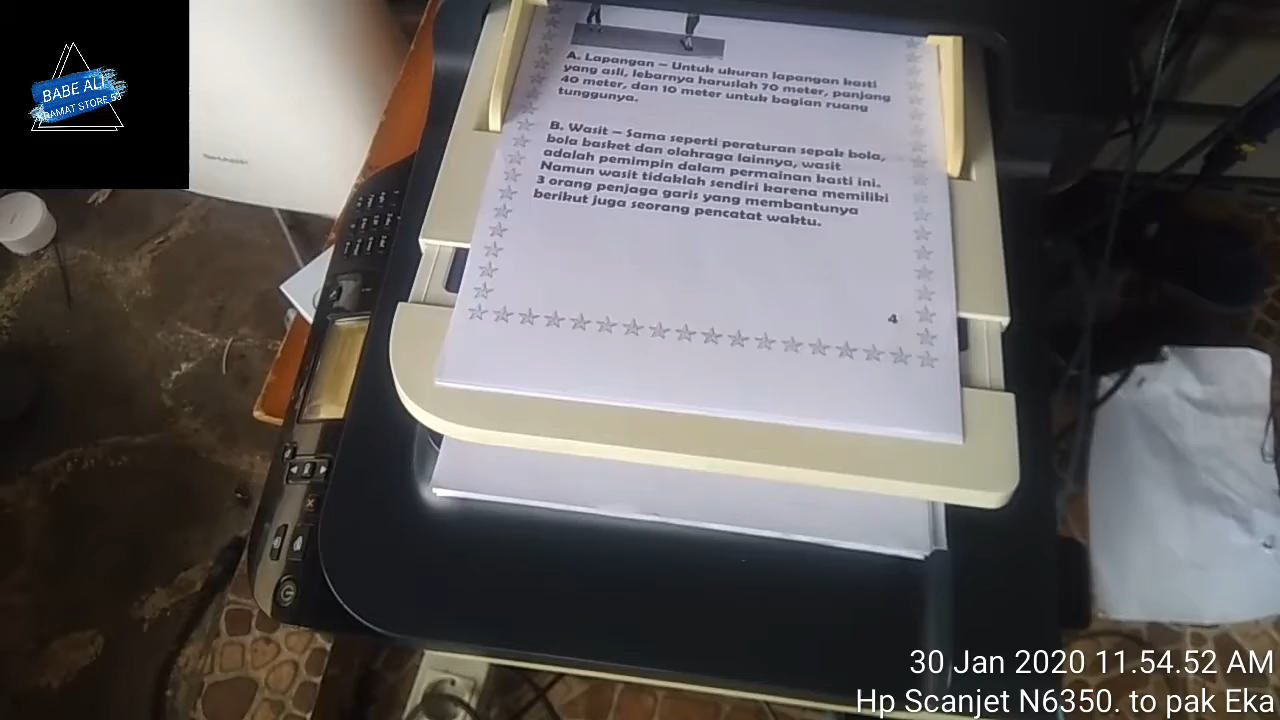 BABE ALI
KRAMAT STORE 69
A. Lapangan – Untuk ukuran lapangan kasti
yang asli, lebarnya haruslah 70 meter, panjang
40 meter, dan 10 meter untuk bagian ruang
tunggunya.
B. Wasit – Sama seperti peraturan sepak bola,
bola basket dan olahraga lainnya, wasit
adalah pemimpin dalam permainan kasti ini.
Namun wasit tidaklah sendiri karena memiliki
3 orang penjaga garis yang membantunya
berikut juga seorang pencatat waktu.
4
30 Jan 2020 11.54.52 AM
Hp Scanjet N6350. to pak Eka